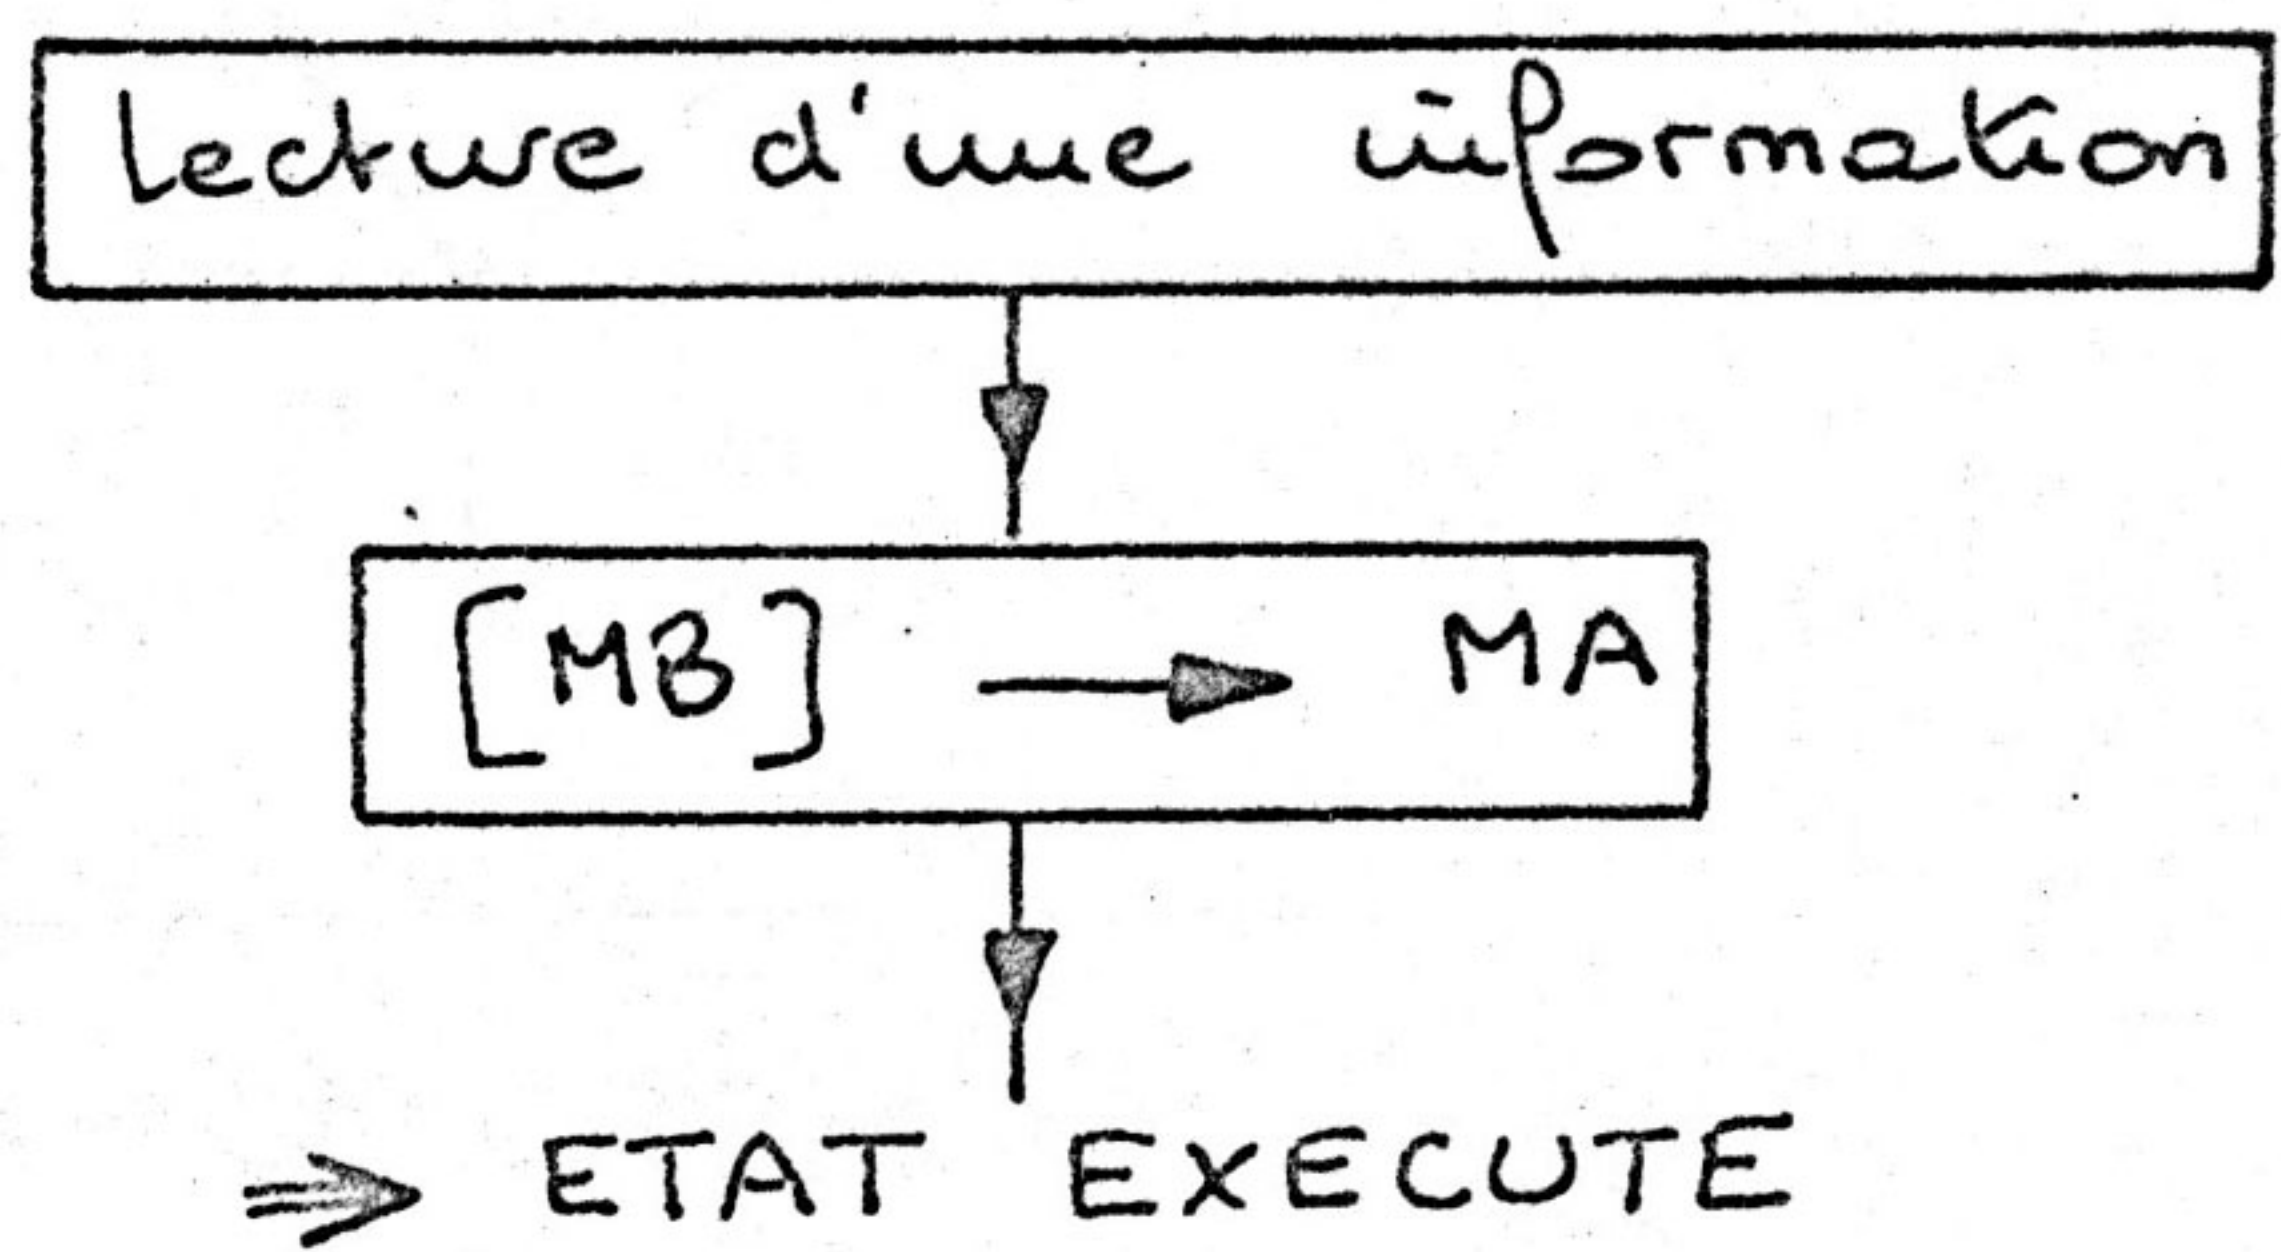 lecture d'une information
[MB] → MA
⇒ ETAT EXECUTE